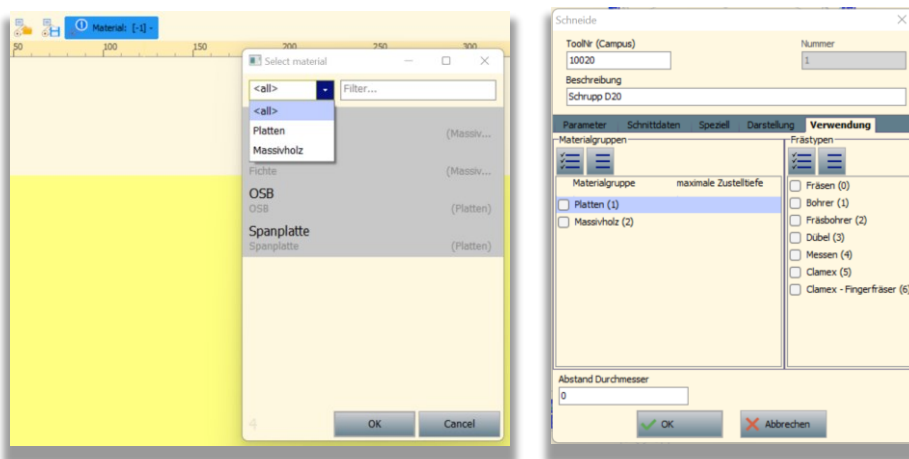 Material: [-1]
50 100 150 200 250 300
Select material
<all> Filter...
<all>
Platten
Massivholz
(Massiv...
Fichte (Massiv...
OSB
OSB (Platten)
Spanplatte
Spanplatte (Platten)
4
OK Cancel
Schneide
ToolNr (Campus) Nummer
10020 1
Beschreibung
Schrupp D20
Parameter Schnittdaten Speziell Darstellung Verwendung
Materialgruppen Frästypen
Materialgruppe maximale Zustelltiefe
Platten (1)
Massivholz (2)
Fräsen (0)
Bohrer (1)
Fräsbohrer (2)
Dübel (3)
Messen (4)
Clamex (5)
Clamex - Fingerfräser (6)
Abstand Durchmesser
0
OK Abbrechen